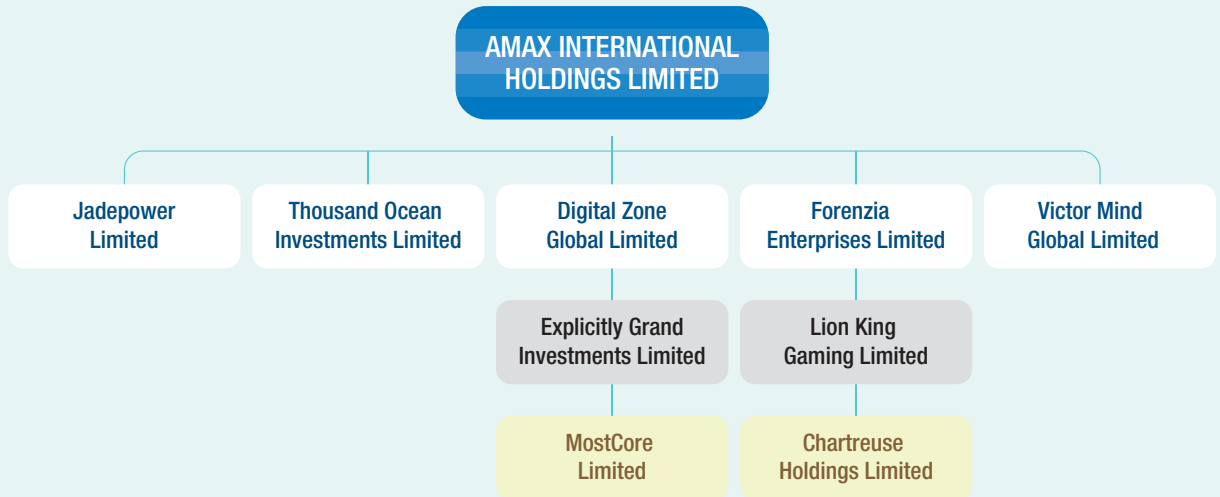 AMAX INTERNATIONAL
HOLDINGS LIMITED
Jadepower
Limited
Thousand Ocean
Investments Limited
Digital Zone
Global Limited
Forenzia
Enterprises Limited
Victor Mind
Global Limited
Explicitly Grand
Investments Limited
Lion King
Gaming Limited
MostCore
Limited
Chartreuse
Holdings Limited